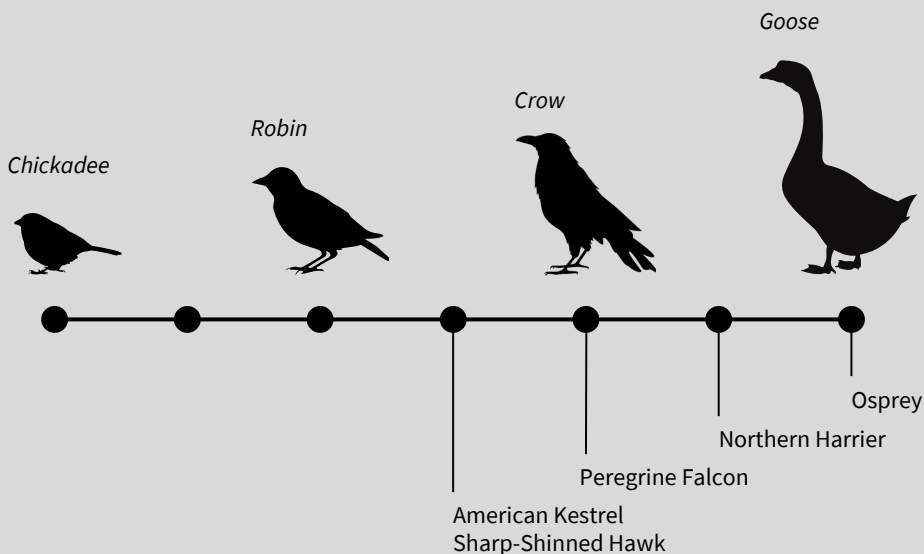 Goose
Crow
Robin
Chickadee
Osprey
Northern Harrier
Peregrine Falcon
American Kestrel
Sharp-Shinned Hawk